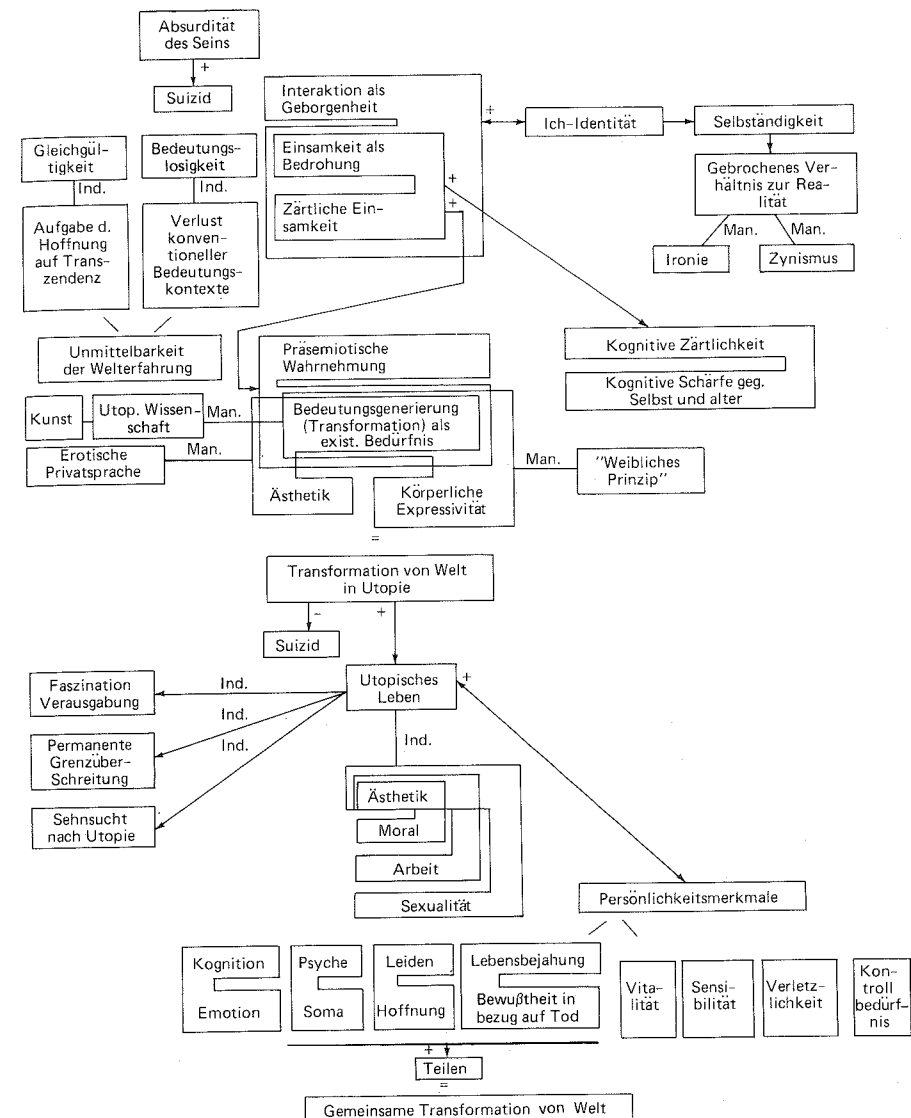 Absurdität
des Seins
+
Suizid
Interaktion als
Geborgenheit
+
Ich-Identität
Selbständigkeit
Gleichgül-
tigkeit
Bedeutungs-
losigkeit
Einsamkeit als
Bedrohung
Zärtliche Ein-
samkeit
+
+
Gebrochenes Ver-
hältnis zur Rea-
lität
Ind.
Ind.
Aufgabe d.
Hoffnung
auf Trans-
zendenz
Verlust
konven-
tioneller
Bedeutungs-
kontexte
Man.
Man.
Ironie
Zynismus
Unmittelbarkeit
der Welterfahrung
Präsemiotische
Wahrnehmung
Kognitive Zärtlichkeit
Kognitive Schärfe geg.
Selbst und alter
Kunst
Utop. Wissen-
schaft
Man.
Bedeutungsgenerierung
(Transformation) als
exist. Bedürfnis
Erotische
Privatsprache
Man.
Ästhetik
Körperliche
Expressivität
Man.
"Weibliches
Prinzip"
=
Transformation von Welt
in Utopie
-
+
Suizid
Utopisches
Leben
+
Faszination
Verausgabung
Ind.
Ind.
Ind.
Permanente
Grenzüber-
Schreitung
Sehnsucht
nach Utopie
Ind.
Ästhetik
Moral
Arbeit
Sexualität
Persönlichkeitsmerkmale
Kognition
Emotion
Psyche
Soma
Leiden
Hoffnung
Lebensbejahung
Bewußtheit in
bezug auf Tod
Vita-
lität
Sensi-
bilität
Verletz-
lichkeit
Kon-
troll
bedürf-
nis
+
Teilen
=
Gemeinsame Transformation von Welt